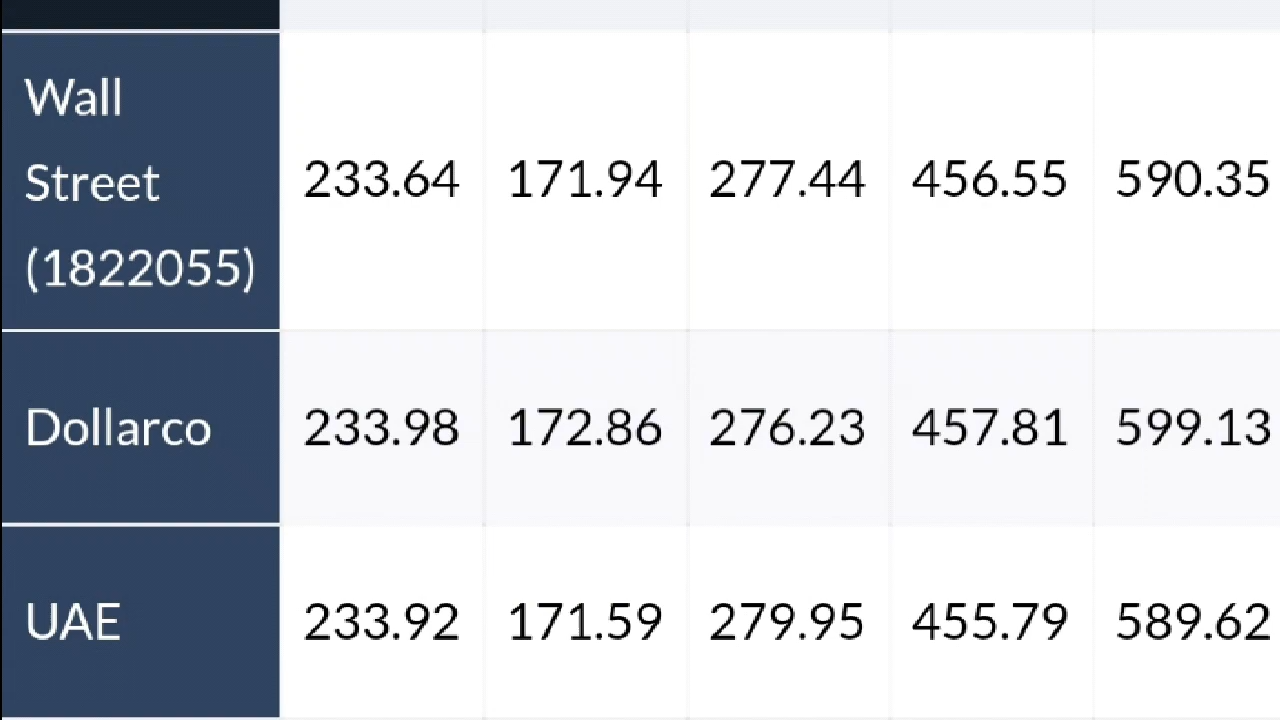 Wall
Street
(1822055)
233.64 171.94 277.44 456.55 590.35
Dollarco 233.98 172.86 276.23 457.81 599.13
UAE 233.92 171.59 279.95 455.79 589.62